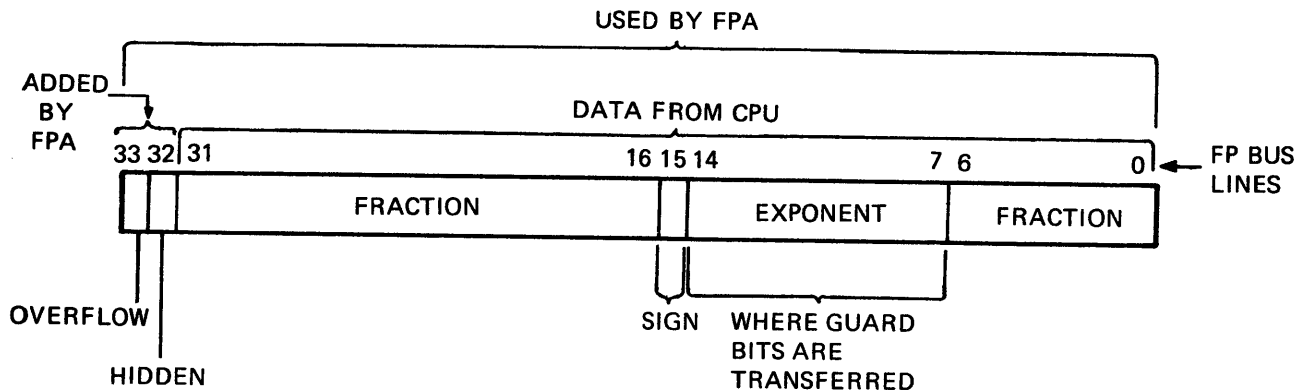 USED BY FPA
ADDED
BY
FPA
DATA FROM CPU
33 32 31 16 15 14 7 6 0
FP BUS
LINES
FRACTION EXPONENT FRACTION
OVERFLOW
HIDDEN
SIGN
WHERE GUARD
BITS ARE
TRANSFERRED